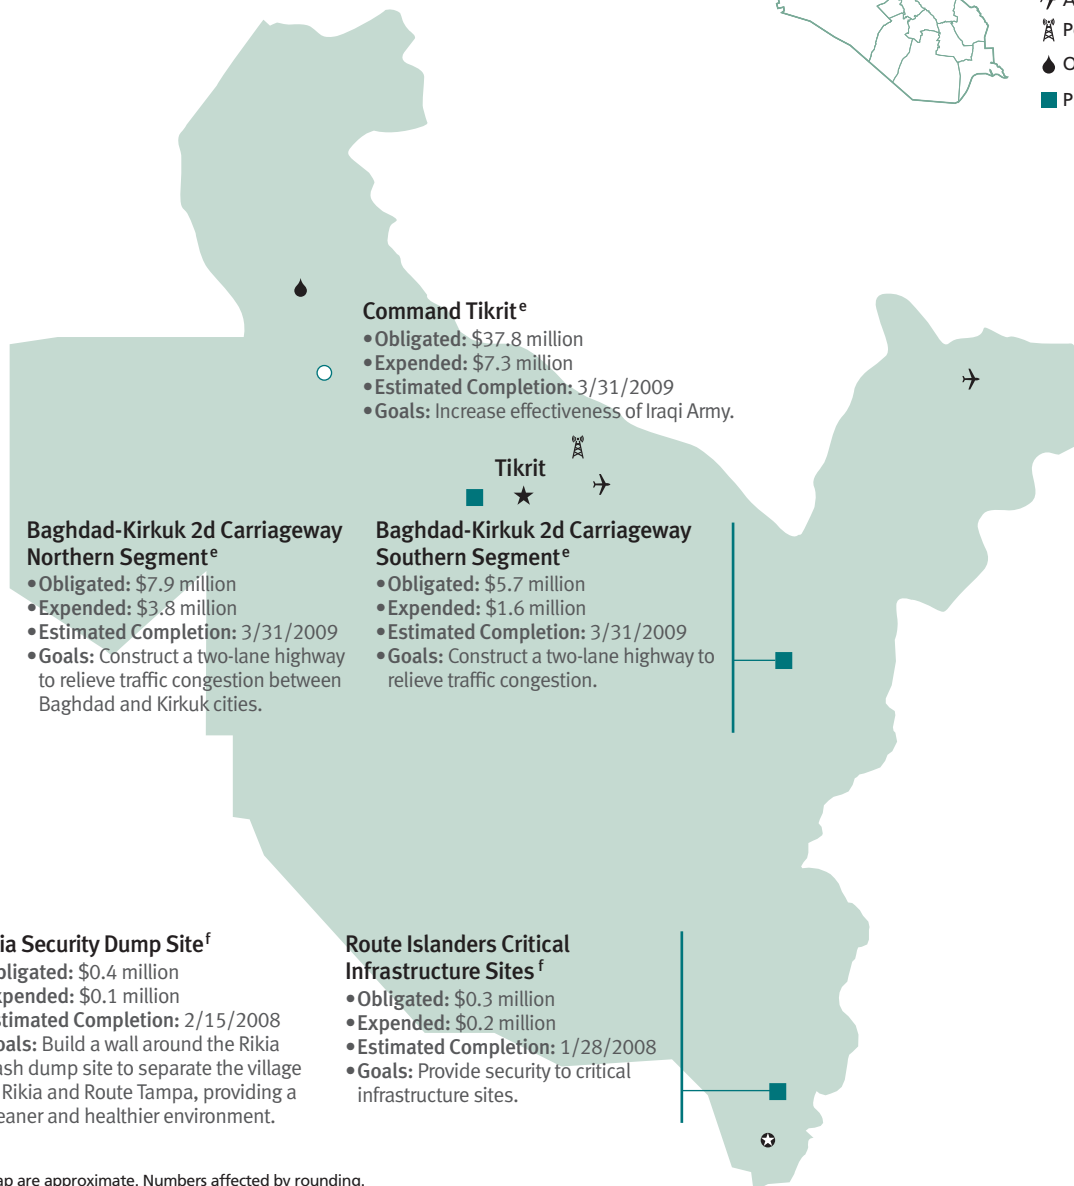 Command Tikrit e
•Obligated: $37.8 million
•Expended: $7.3 million
•Estimated Completion: 3/31/2009
•Goals: Increase effectiveness of Iraqi Army.
Tikrit
Baghdad-Kirkuk 2d Carriageway
Northern Segment e
•Obligated: $7.9 million
•Expended: $3.8 million
•Estimated Completion: 3/31/2009
•Goals: Construct a two-lane highway
to relieve traffic congestion between
Baghdad and Kirkuk cities.
Baghdad-Kirkuk 2d Carriageway
Southern Segment e
•Obligated: $5.7 million
•Expended: $1.6 million
•Estimated Completion: 3/31/2009
•Goals: Construct a two-lane highway to
relieve traffic congestion.
Security Dump Site f
$0.4 million
$0.1 million
Completion: 2/15/2008
Build a wall around the Rikia
dump site to separate the village
Rikia and Route Tampa, providing a
and healthier environment.
Route Islanders Critical
Infrastructure Sites f
•Obligated: $0.3 million
•Expended: $0.2 million
•Estimated Completion: 1/28/2008
•Goals: Provide security to critical
infrastructure sites.
are approximate. Numbers affected by rounding.